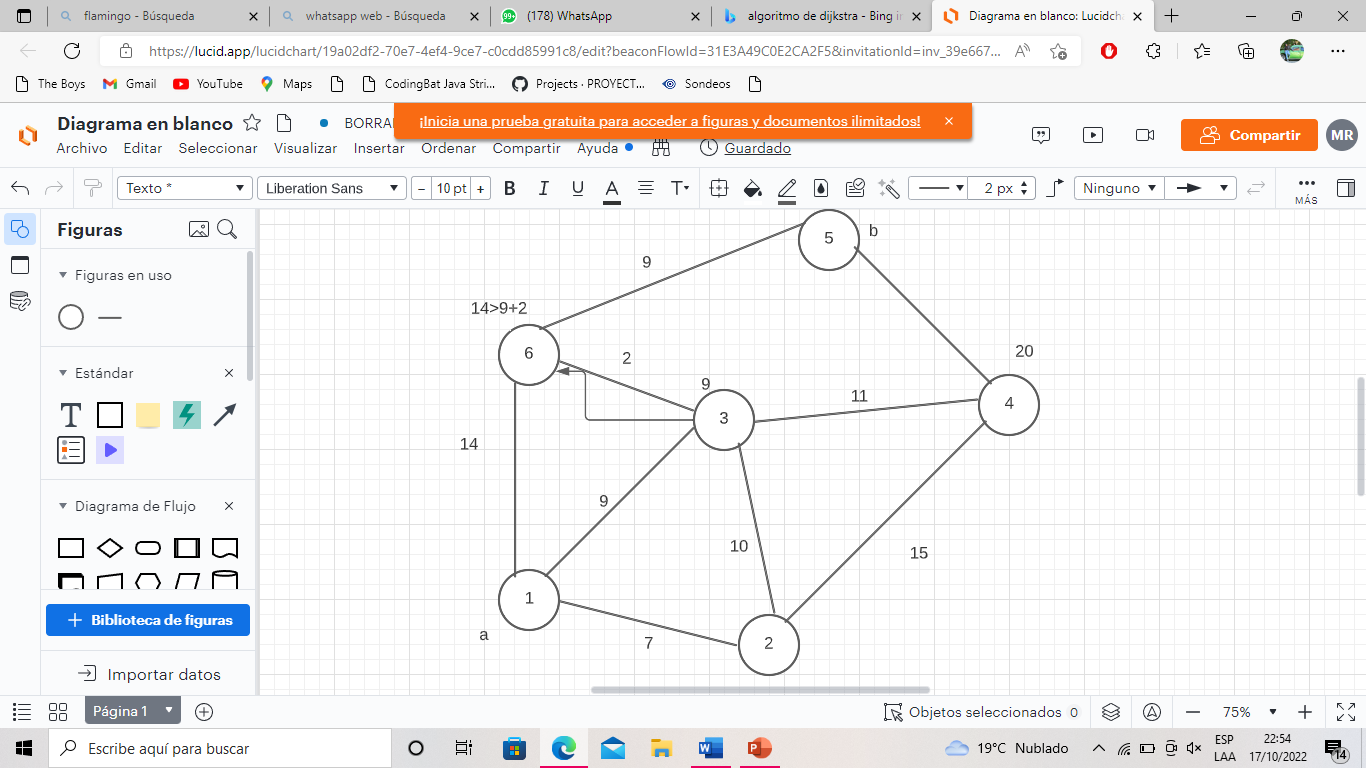 flamingo - Búsqueda
whatsapp web - Búsqueda
99+
(178) WhatsApp
algoritmo de dijkstra - Bing
Diagrama en blanco: Lucidch
https://lucid.app/lucidchart/19a02df2-70e7-4ef4-9ce7-c0cdd85991c8/edit?beaconFlowId=31E3A49C0E2CA2F5&invitationId=inv_39e667...
The Boys
Gmail
YouTube
Maps
CodingBat Java Stri...
Projects · PROYECT...
Sondeos
Diagrama en blanco
BORRA
¡Inicia una prueba gratuita para acceder a figuras y documentos ilimitados!
Archivo
Editar
Seleccionar
Visualizar
Insertar
Ordenar
Compartir
Ayuda
Guardado
Compartir
MR
Texto *
Liberation Sans
10 pt
B
I
U
A
T
2 px
Ninguno
MÁS
Figuras
Figuras en uso
Estándar
T
Diagrama de Flujo
Biblioteca de figuras
Importar datos
5
b
9
14>9+2
6
2
9
3
11
20
4
14
9
10
15
1
a
7
2
Página 1
Objetos seleccionados 0
75%
Escribe aquí para buscar
19°C Nublado
ESP
LAA
22:54
17/10/2022
14